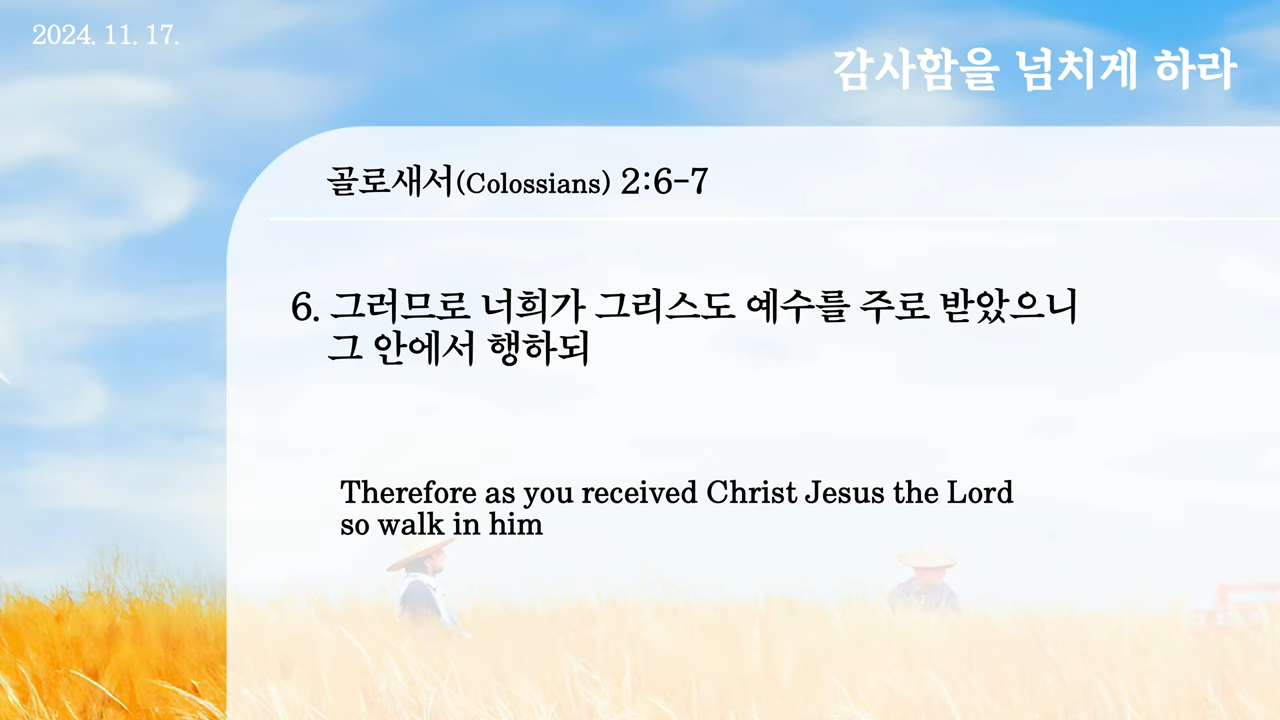 2024. 11. 17.
감사함을 넘치게 하라
골로새서(Colossians) 2:6-7
6. 그러므로 너희가 그리스도 예수를 주로 받았으니
그 안에서 행하되
Therefore as you received Christ Jesus the Lord
so walk in him